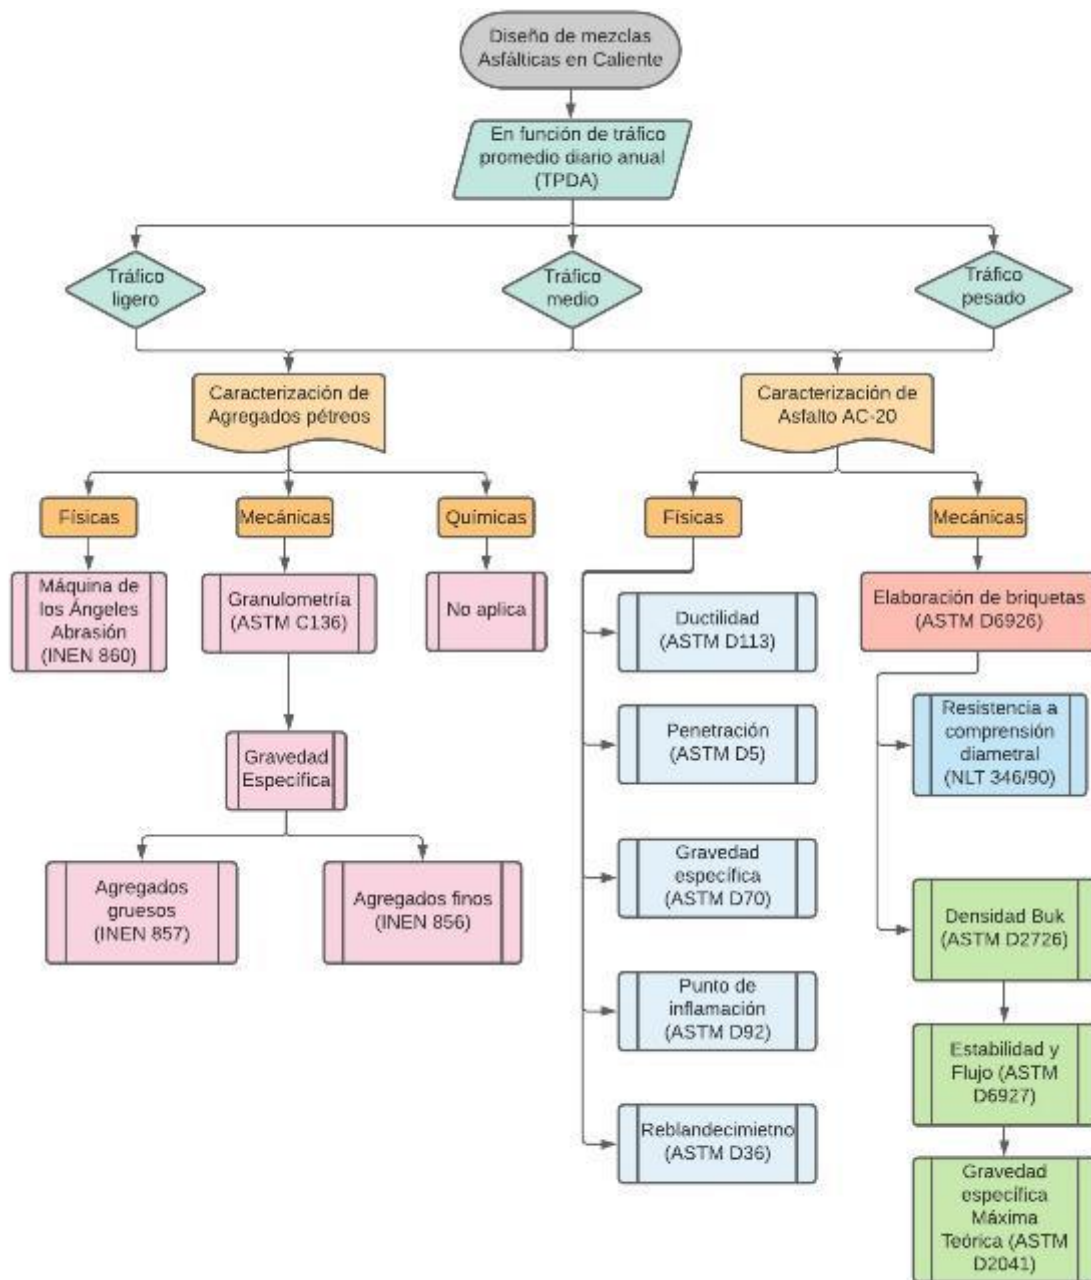 Diseño de mezclas
Asfálticas en Caliente
En función de tráfico
promedio diario anual
(TPDA)
Tráfico
ligero
Tráfico
medio
Tráfico
pesado
Caracterización de
Agregados pétreos
Caracterización de
Asfalto AC-20
Físicas
Mecánicas
Químicas
Físicas
Mecánicas
Máquina de
los Ángeles
Abrasión
(INEN 860)
Granulometría
(ASTM C136)
No aplica
Gravedad
Específica
Agregados
gruesos
(INEN 857)
Agregados finos
(INEN 856)
Ductilidad
(ASTM D113)
Penetración
(ASTM D5)
Gravedad
específica
(ASTM D70)
Punto de
inflamación
(ASTM D92)
Reblandecimietno
(ASTM D36)
Elaboración de briquetas
(ASTM D6926)
Resistencia a
comprensión
diametral
(NLT 346/90)
Densidad Buk
(ASTM D2726)
Estabilidad y
Flujo (ASTM
D6927)
Gravedad
específica
Máxima
Teórica (ASTM
D2041)